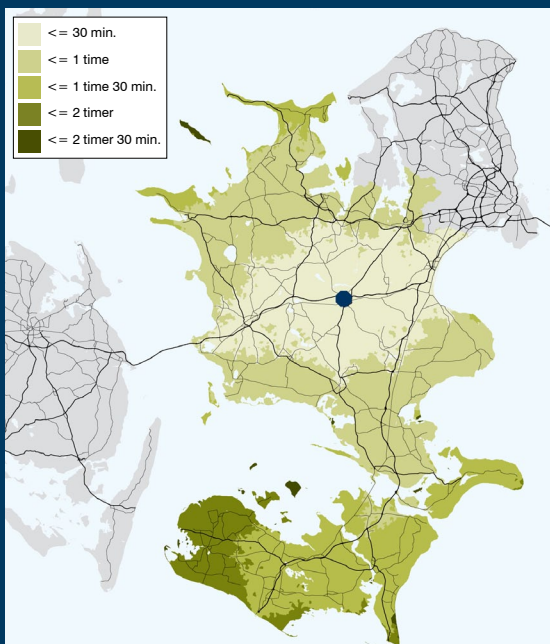 <= 30 min.
<= 1 time
<= 1 time 30 min.
<= 2 timer
<= 2 timer 30 min.